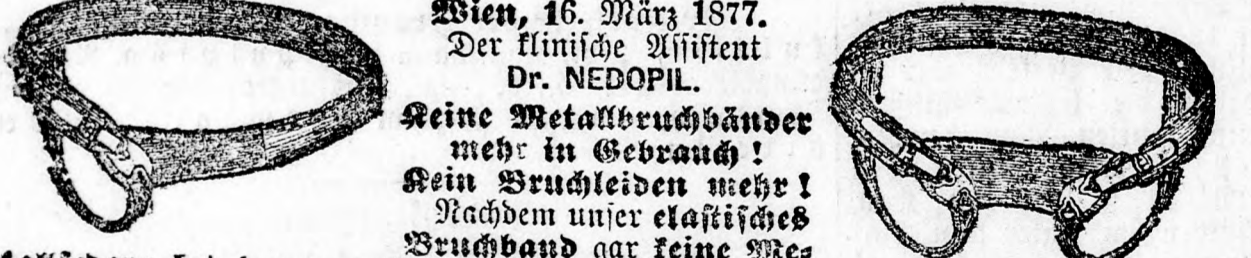 Wien, 16. März 1877.
Der klinische Assistent
Dr. NEDOPIL.
Keine Metallbruchbänder
mehr in Gebrauch!
Kein Bruchleiden mehr!
Nachdem unser elastisches
Bruchband gar keine Me-